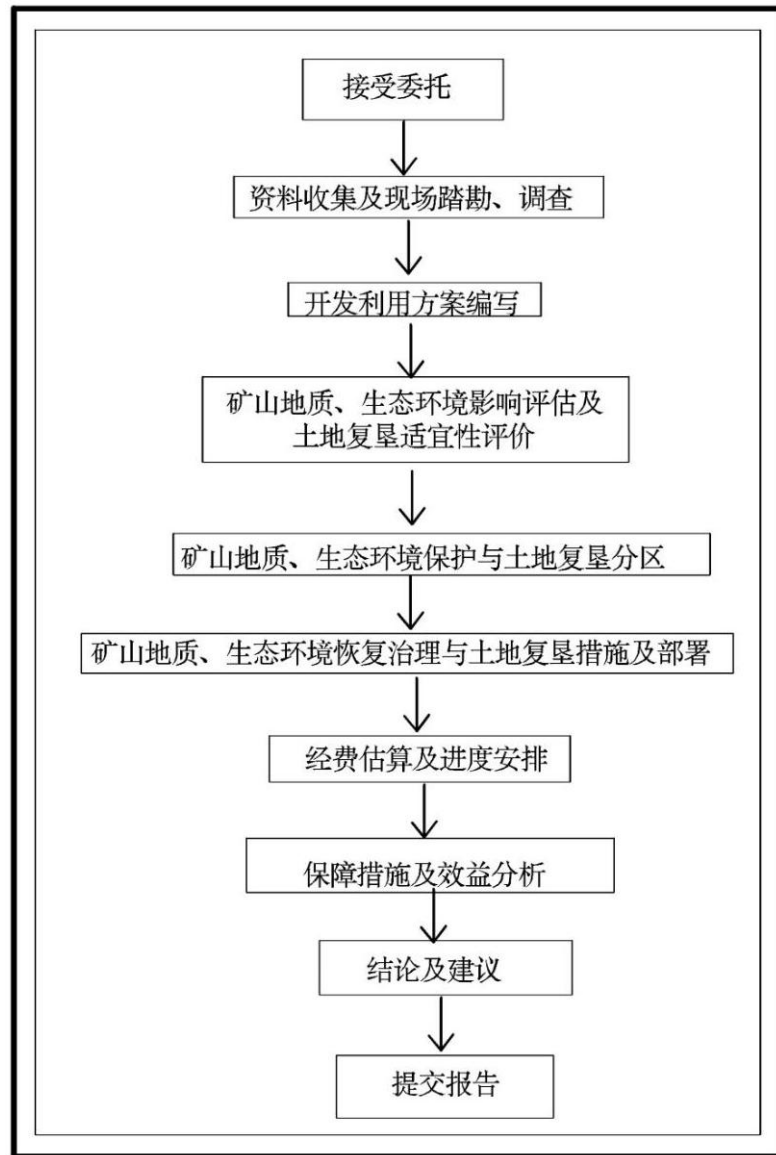 接受委托
资料收集及现场踏勘、调查
开发利用方案编写
矿山地质、生态环境影响评估及
土地复垦适宜性评价
矿山地质、生态环境保护与土地复垦分区
矿山地质、生态环境恢复治理与土地复垦措施及部署
经费估算及进度安排
保障措施及效益分析
结论及建议
提交报告